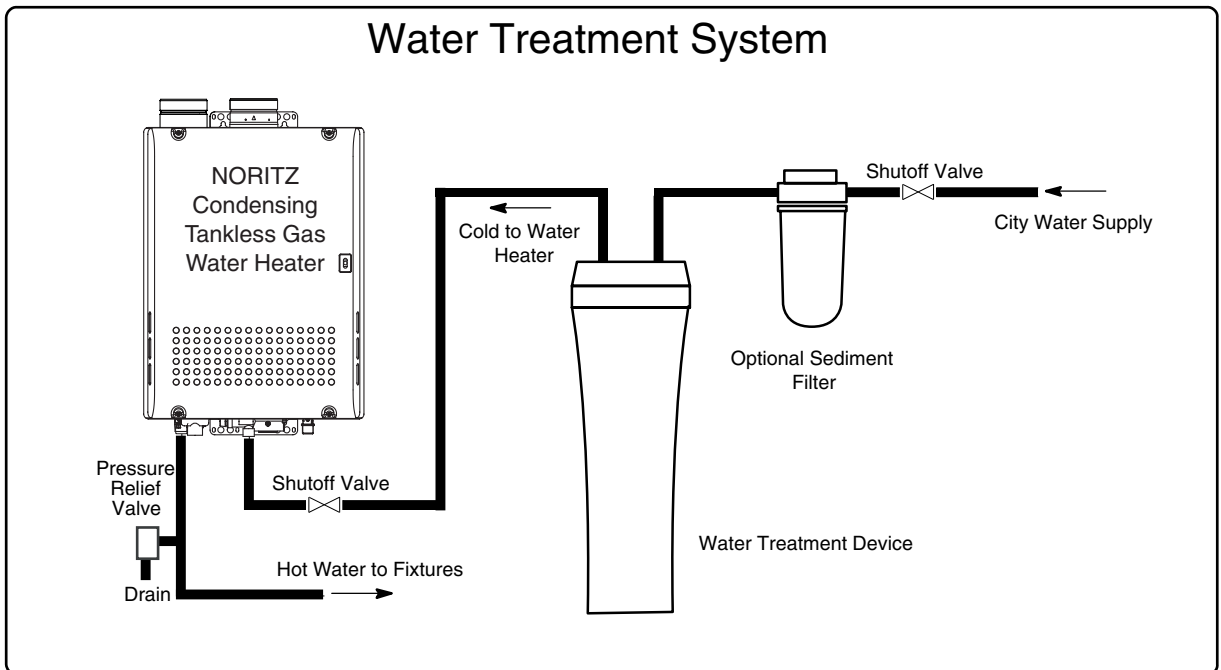 Water Treatment System
NORITZ
Condensing
Tankless Gas
Water Heater
Shutoff Valve
City Water Supply
Cold to Water
Heater
Optional Sediment
Filter
Pressure
Relief
Valve
Shutoff Valve
Water Treatment Device
Hot Water to Fixtures
Drain